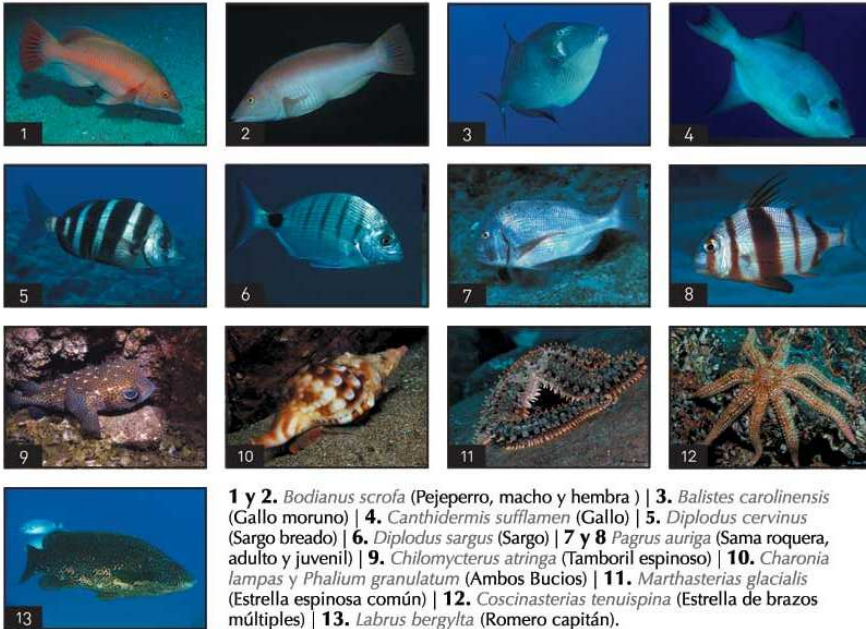 1
2
3
4
5
6
7
8
9
10
11
12
13
1 y 2. Bodianus scrofa (Pejeperro, macho y hembra ) | 3. Balistes carolinensis
(Gallo moruno) | 4. Canthidermis sufflamen (Gallo) | 5. Diplodus cervinus
(Sargo breado) | 6. Diplodus sargus (Sargo) | 7 y 8 Pagrus auriga (Sama roquera,
adulto y juvenil) | 9. Chilomycterus atringa (Tamboril espinoso) | 10. Charonia
lampas y Phalium granulatum (Ambos Bucios) | 11. Marthasterias glacialis
(Estrella espinosa común) | 12. Coscinasterias tenuispina (Estrella de brazos
múltiples) | 13. Labrus bergylta (Romero capitán).